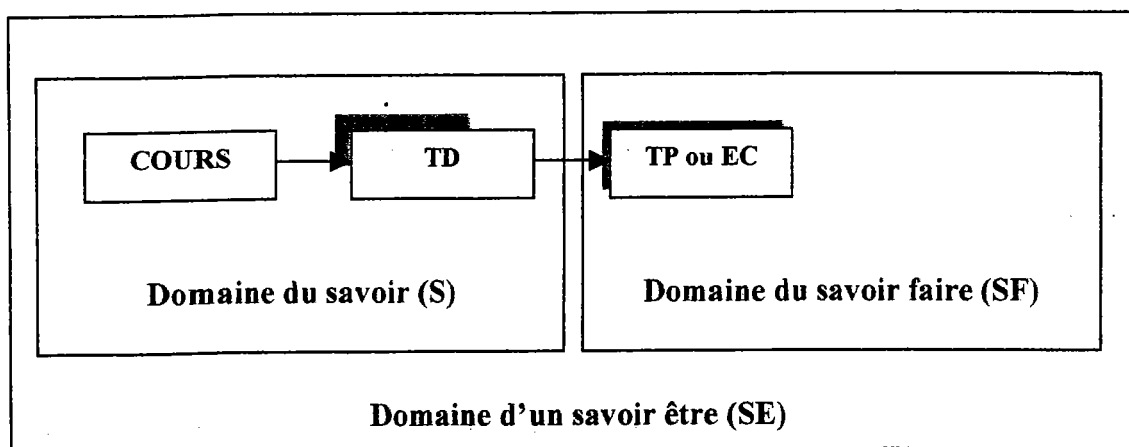 COURS
TD
TP ou EC
Domaine du savoir (S)
Domaine du savoir faire (SF)
Domaine d'un savoir être (SE)